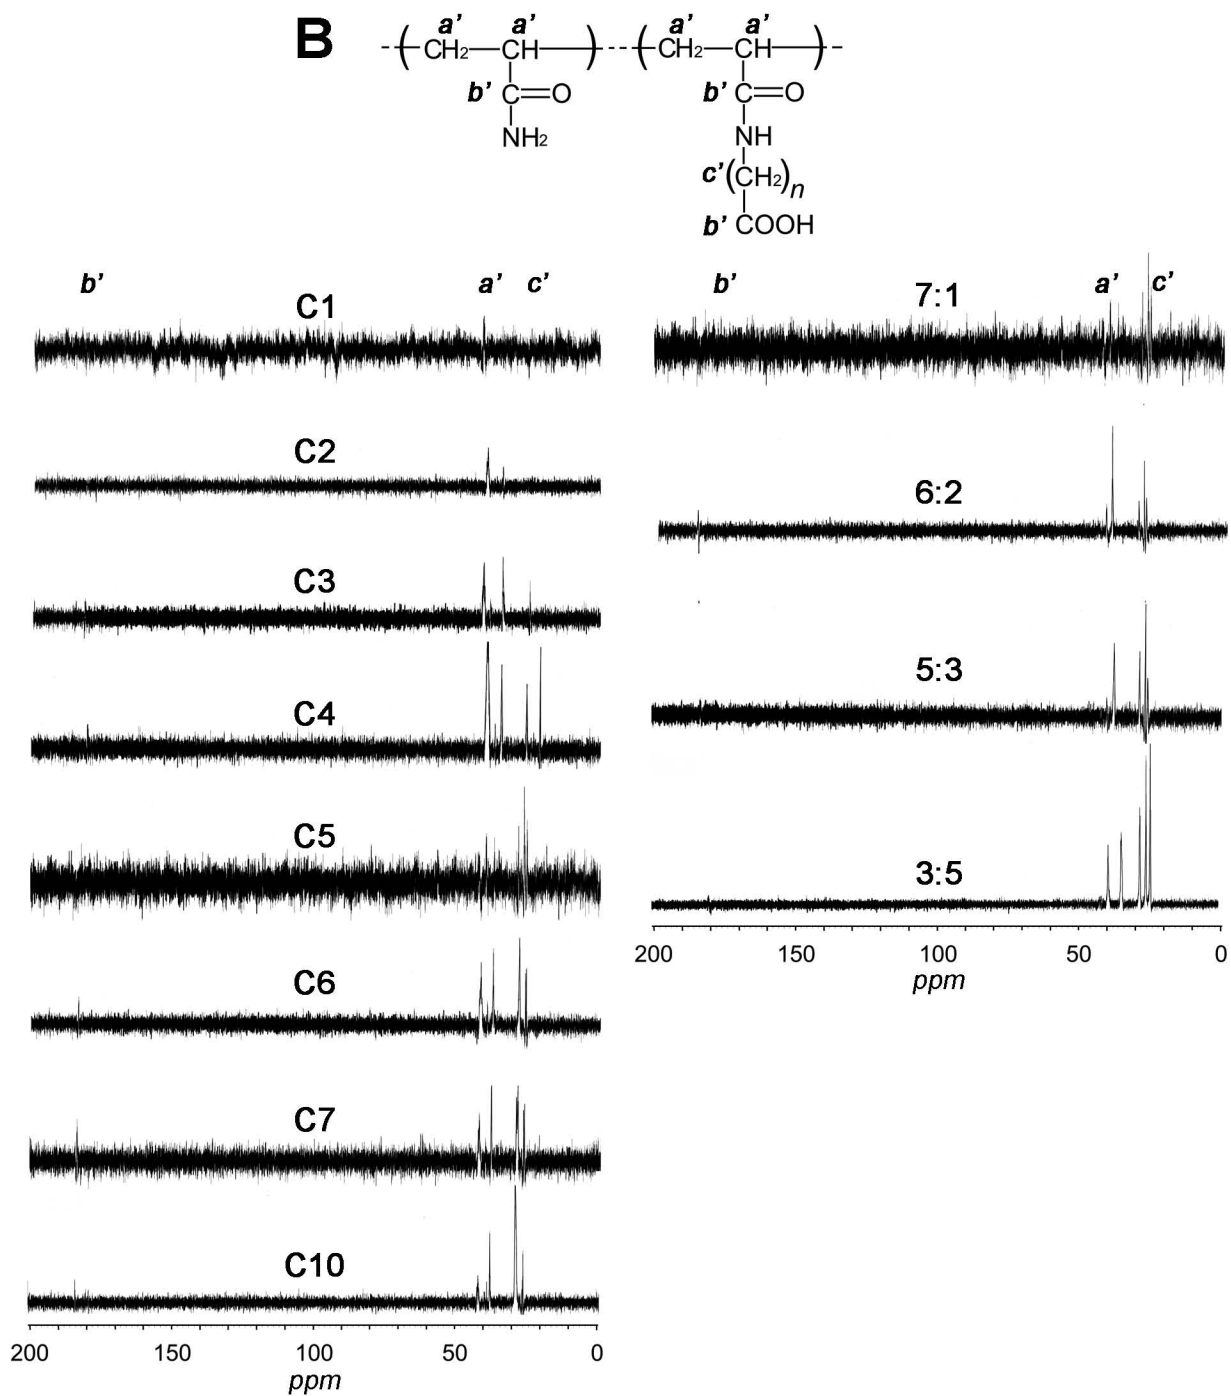 B
a' a' a' a'
--(CH2—CH—)---(CH2—CH—)--
b' C=O b' C=O
NH2 NH
c'(CH2)n
b' COOH
b' a' c'
C1
C2
C3
C4
C5
C6
C7
C10
200 150 100 50 0
ppm
b' a' c'
7:1
6:2
5:3
3:5
200 150 100 50 0
ppm